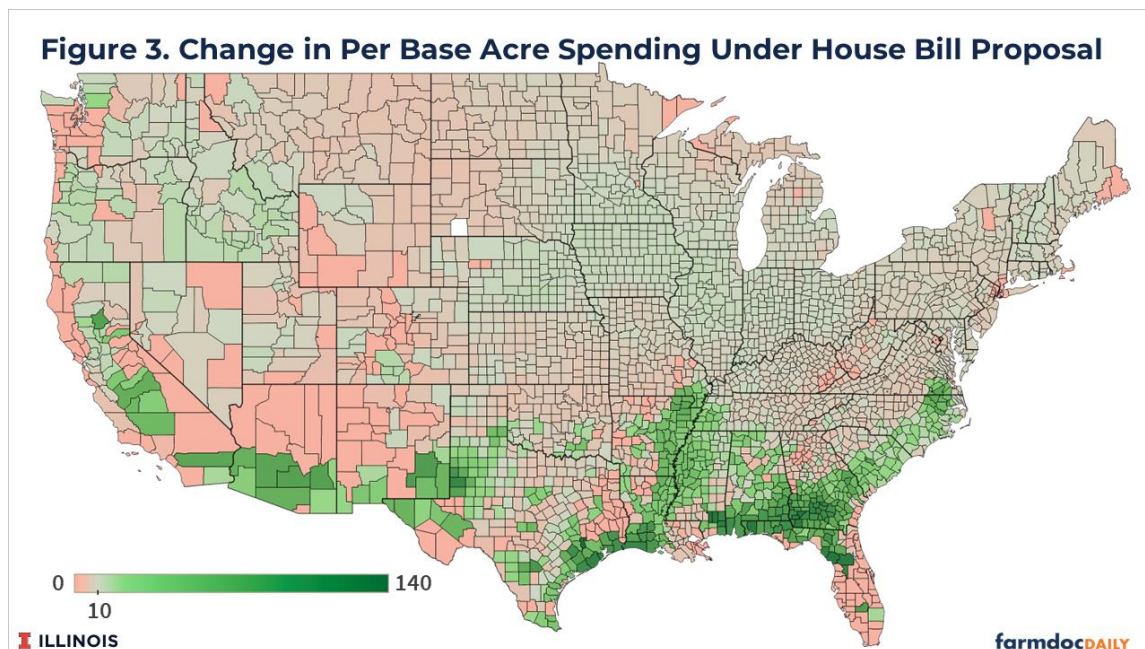 Figure 3. Change in Per Base Acre Spending Under House Bill Proposal
0 140
10
I ILLINOIS
farmdocDAILY